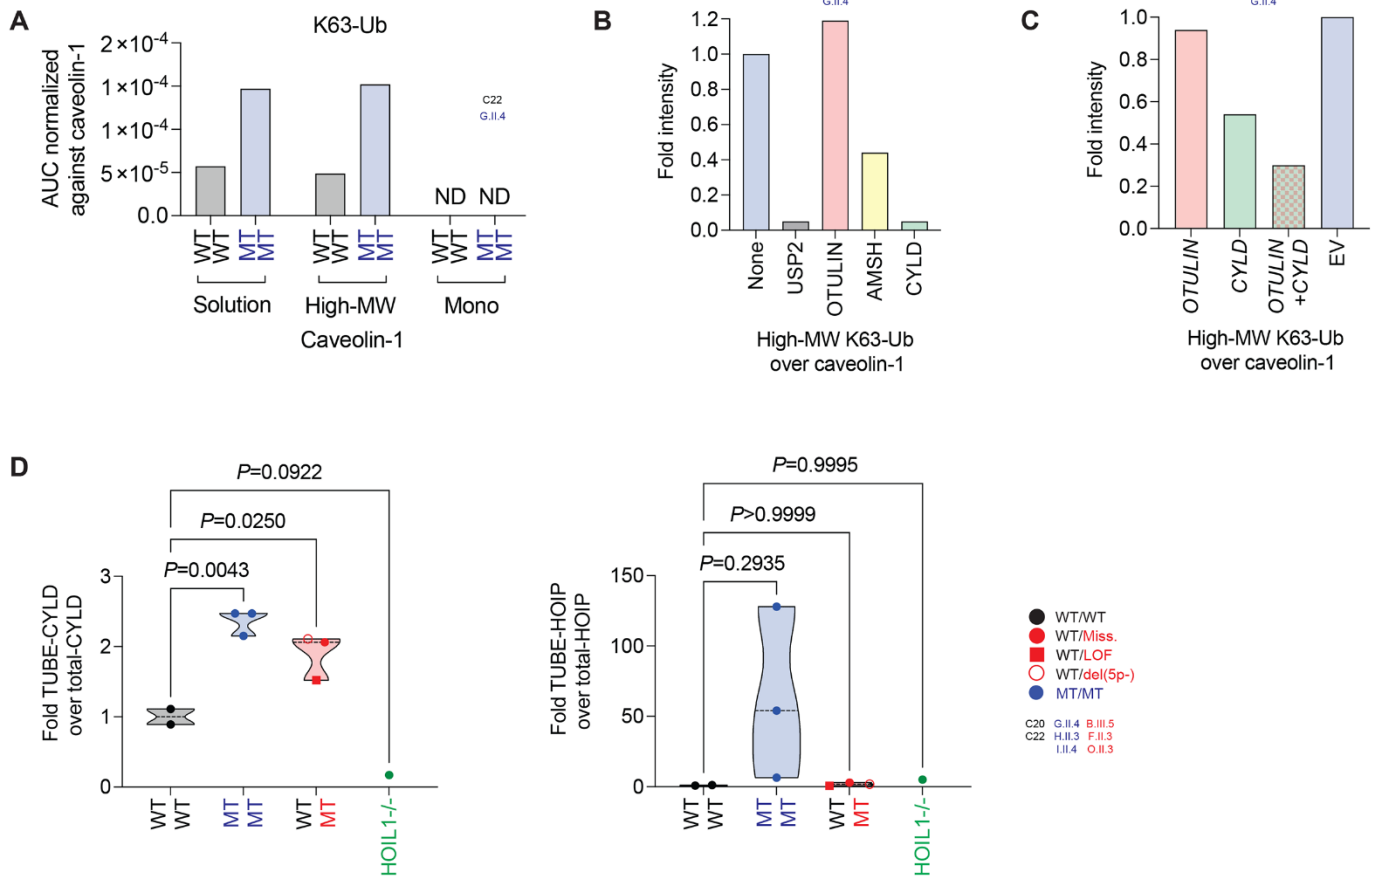 A
K63-Ub
AUC normalized
against caveolin-1
2×10-4
1×10-4
1×10-4
5×10-5
0.0
C22
G.II.4
ND
ND
WT
WT
MT
MT
WT
WT
MT
MT
WT
WT
MT
MT
Solution
High-MW
Mono
Caveolin-1
B
G.II.4
Fold intensity
1.2
1.0
0.8
0.6
0.4
0.2
0.0
None
USP2
OTULIN
AMSH
CYLD
High-MW K63-Ub
over caveolin-1
C
G.II.4
Fold intensity
1.0
0.8
0.6
0.4
0.2
0.0
OTULIN
CYLD
OTULIN
+CYLD
EV
High-MW K63-Ub
over caveolin-1
D
P=0.0922
P=0.0250
P=0.0043
Fold TUBE-CYLD
over total-CYLD
3
2
1
0
WT
WT
MT
MT
WT
MT
HOIL1-/-
P=0.9995
P>0.9999
P=0.2935
Fold TUBE-HOIP
over total-HOIP
150
100
50
0
WT
WT
MT
MT
WT
MT
HOIL1-/-
WT/WT
WT/Miss.
WT/LOF
WT/del(5p-)
MT/MT
C20 G.II.4 B.III.5
C22 H.II.3 F.II.3
I.II.4 O.II.3